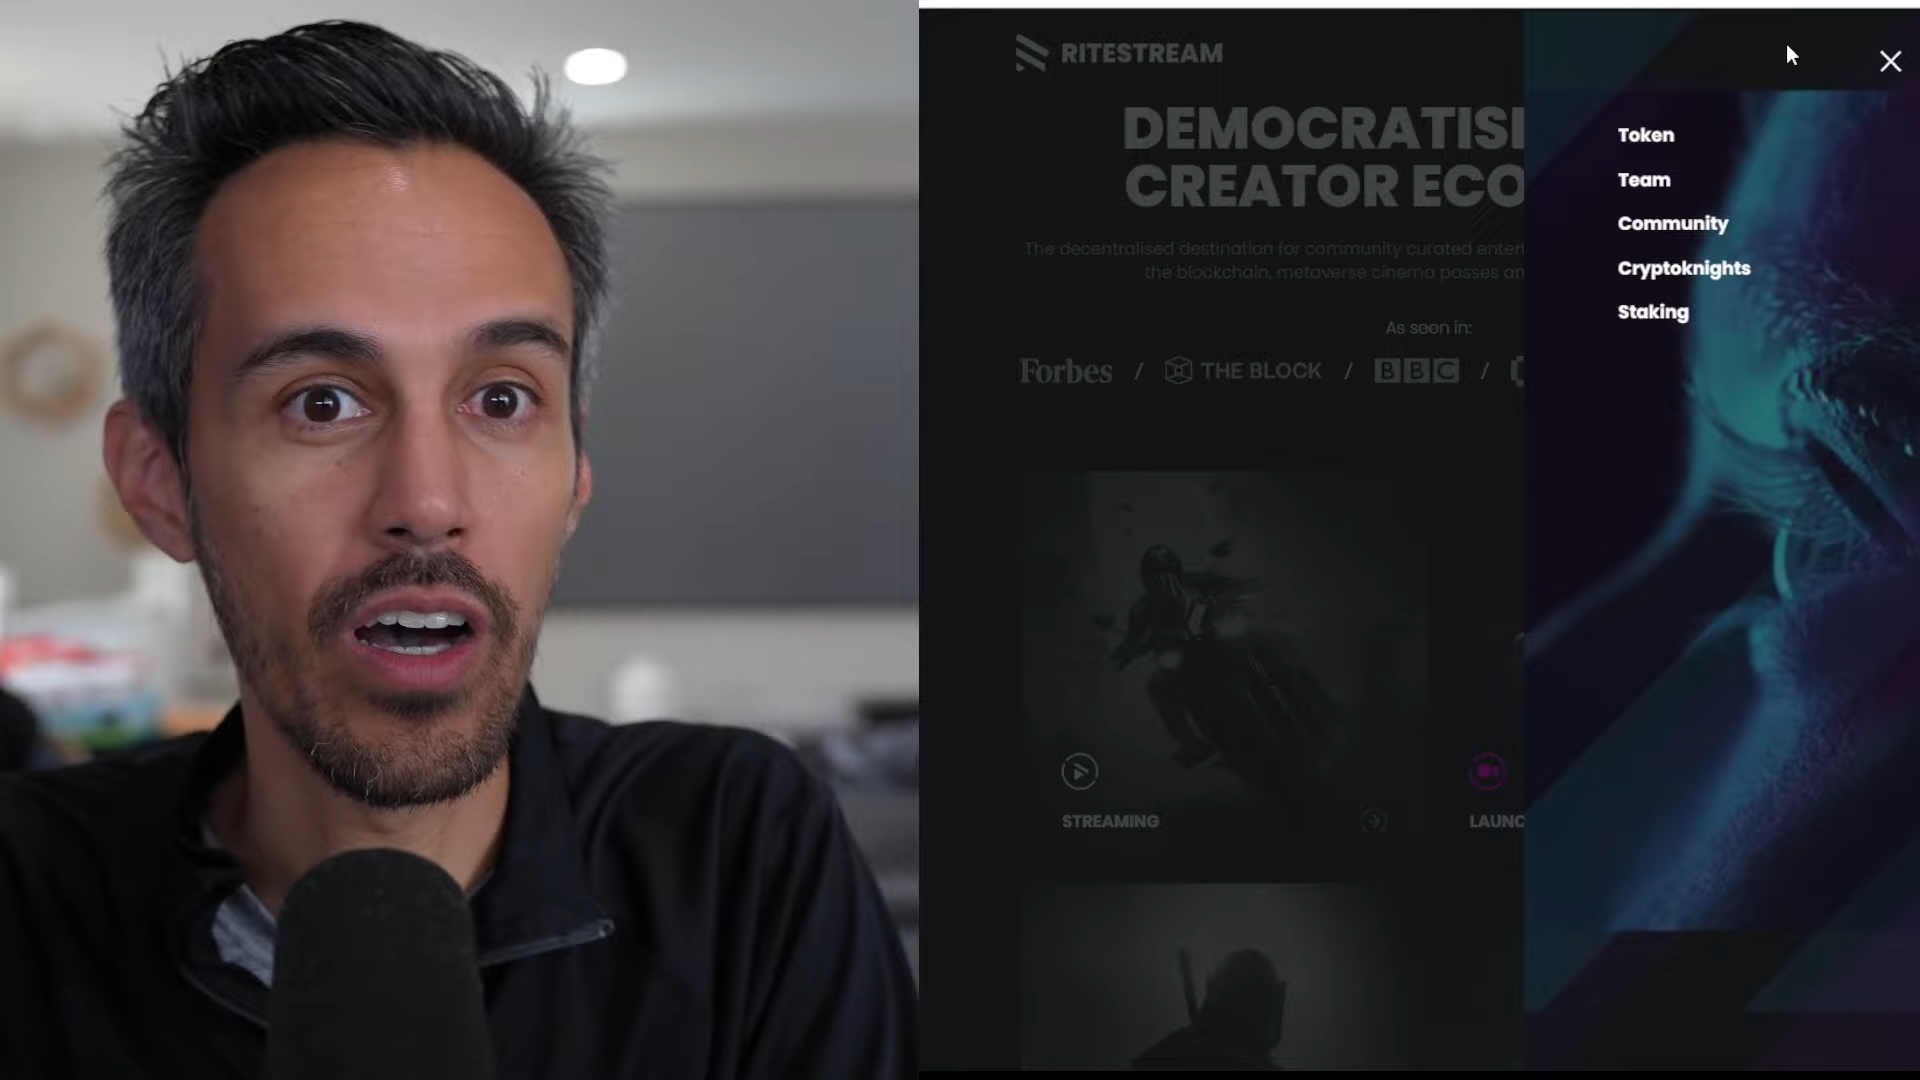 RITESTREAM
DEMOCRATISI
CREATOR ECO
The decentralised destination for community curated enter
the blockchain, metaverse cinema passes an
As seen in:
Forbes / THE BLOCK / BBC /
STREAMING
LAUNC
Token
Team
Community
Cryptoknights
Staking